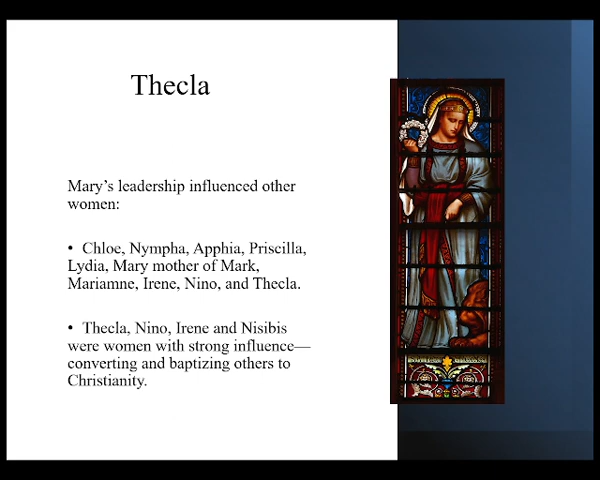 Thecla
Mary's leadership influenced other
women:
• Chloe, Nympha, Apphia, Priscilla,
Lydia, Mary mother of Mark,
Mariamne, Irene, Nino, and Thecla.
• Thecla, Nino, Irene and Nisibis
were women with strong influence—
converting and baptizing others to
Christianity.